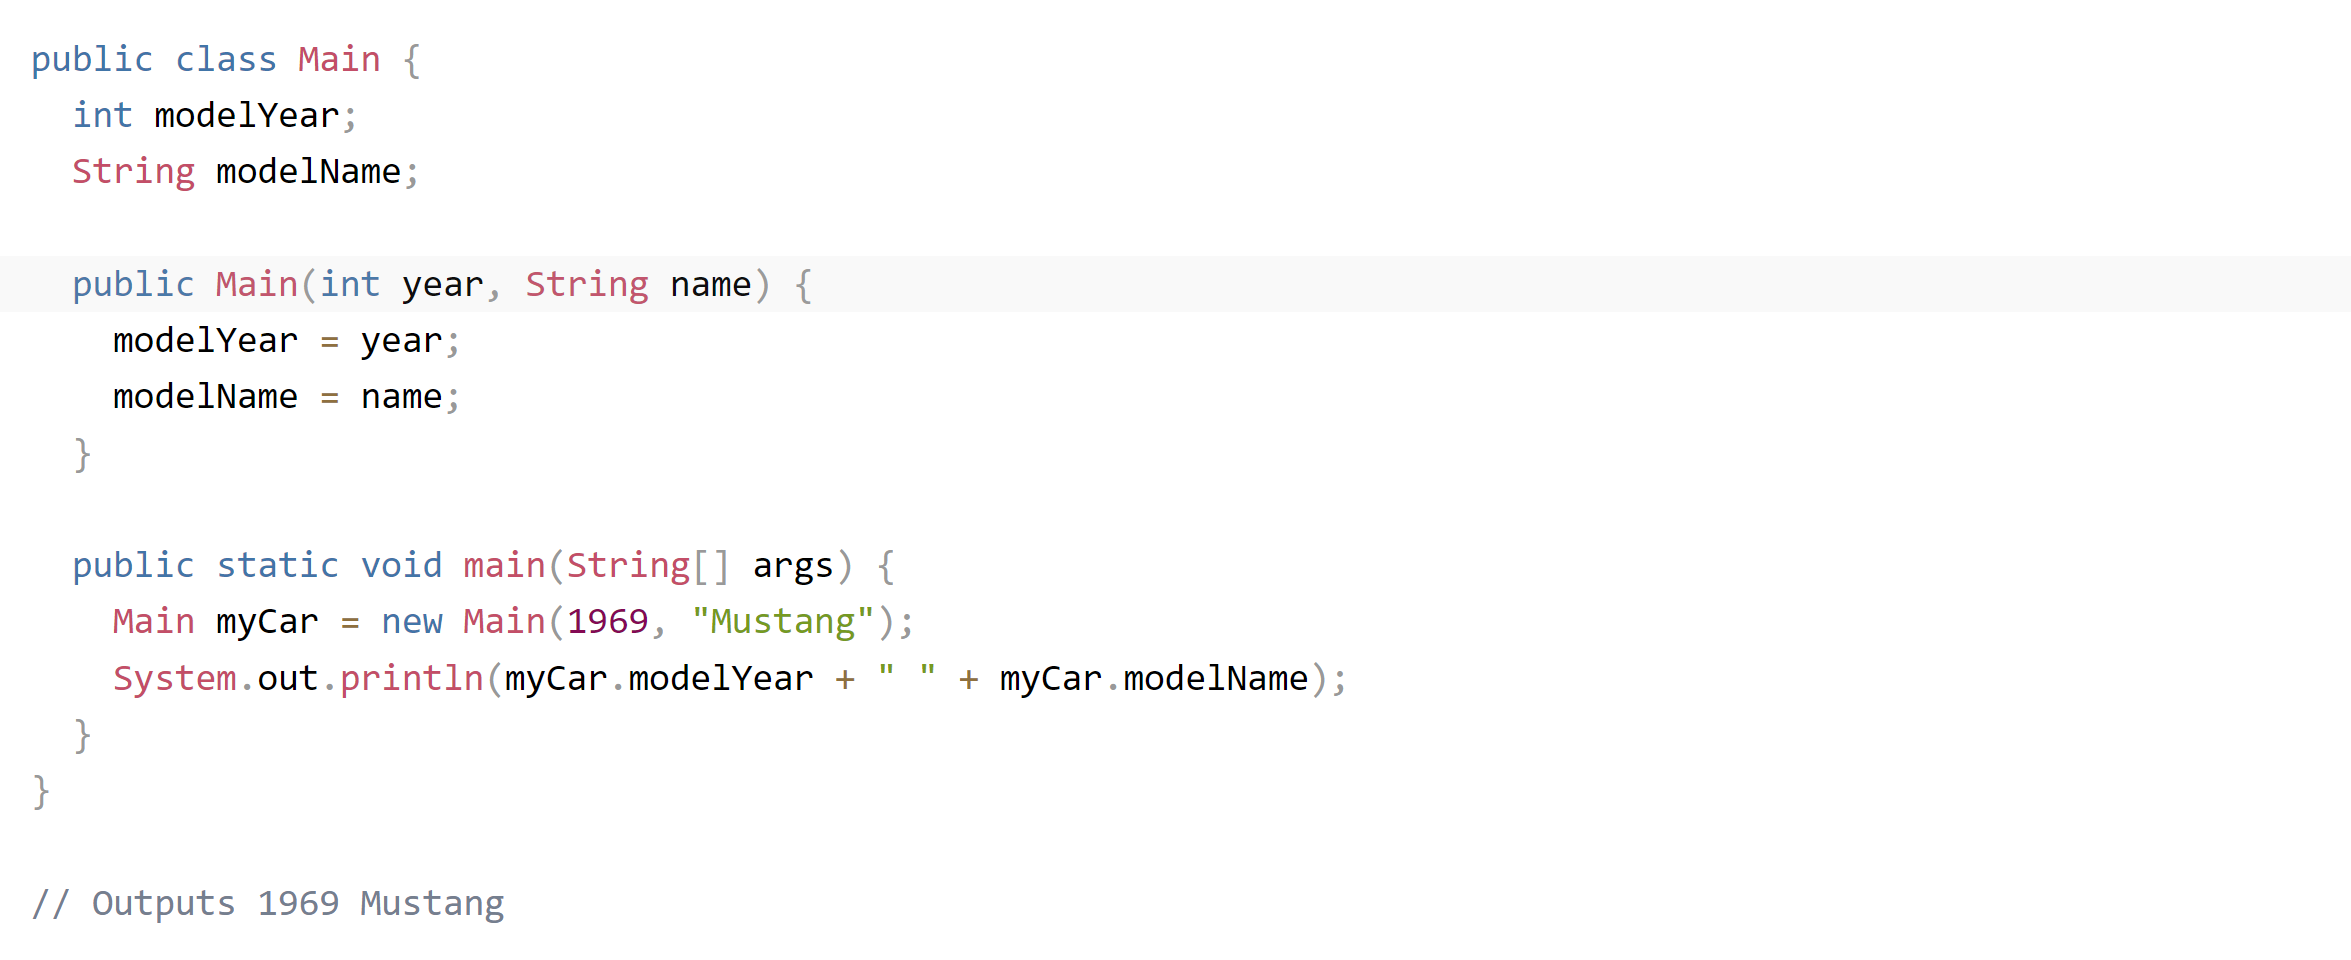 public class Main {
  int modelYear;
  String modelName;

  public Main(int year, String name) {
    modelYear = year;
    modelName = name;
  }

  public static void main(String[] args) {
    Main myCar = new Main(1969, "Mustang");
    System.out.println(myCar.modelYear + " " + myCar.modelName);
  }
}

// Outputs 1969 Mustang